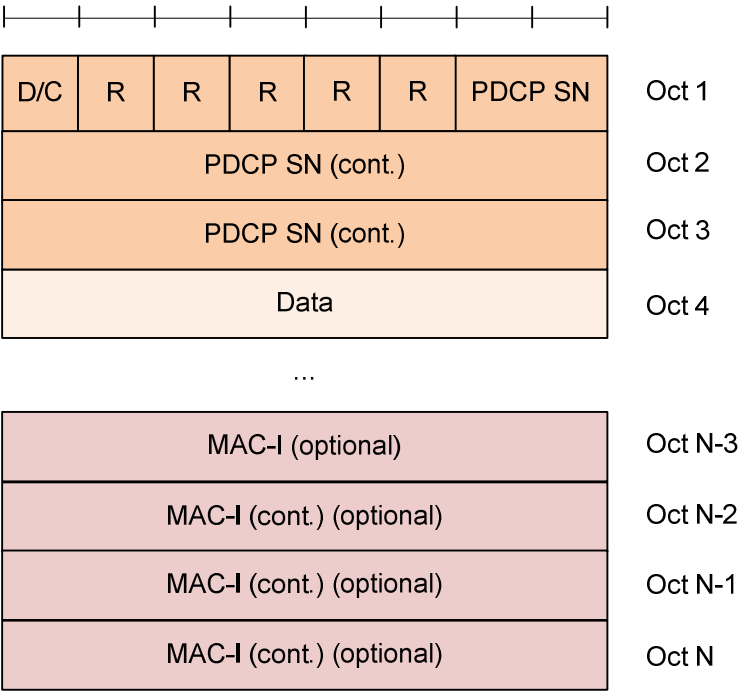 D/C R R R R R PDCP SN Oct 1
PDCP SN (cont.) Oct 2
PDCP SN (cont.) Oct 3
Data Oct 4
...
MAC-I (optional) Oct N-3
MAC-I (cont.) (optional) Oct N-2
MAC-I (cont.) (optional) Oct N-1
MAC-I (cont.) (optional) Oct N